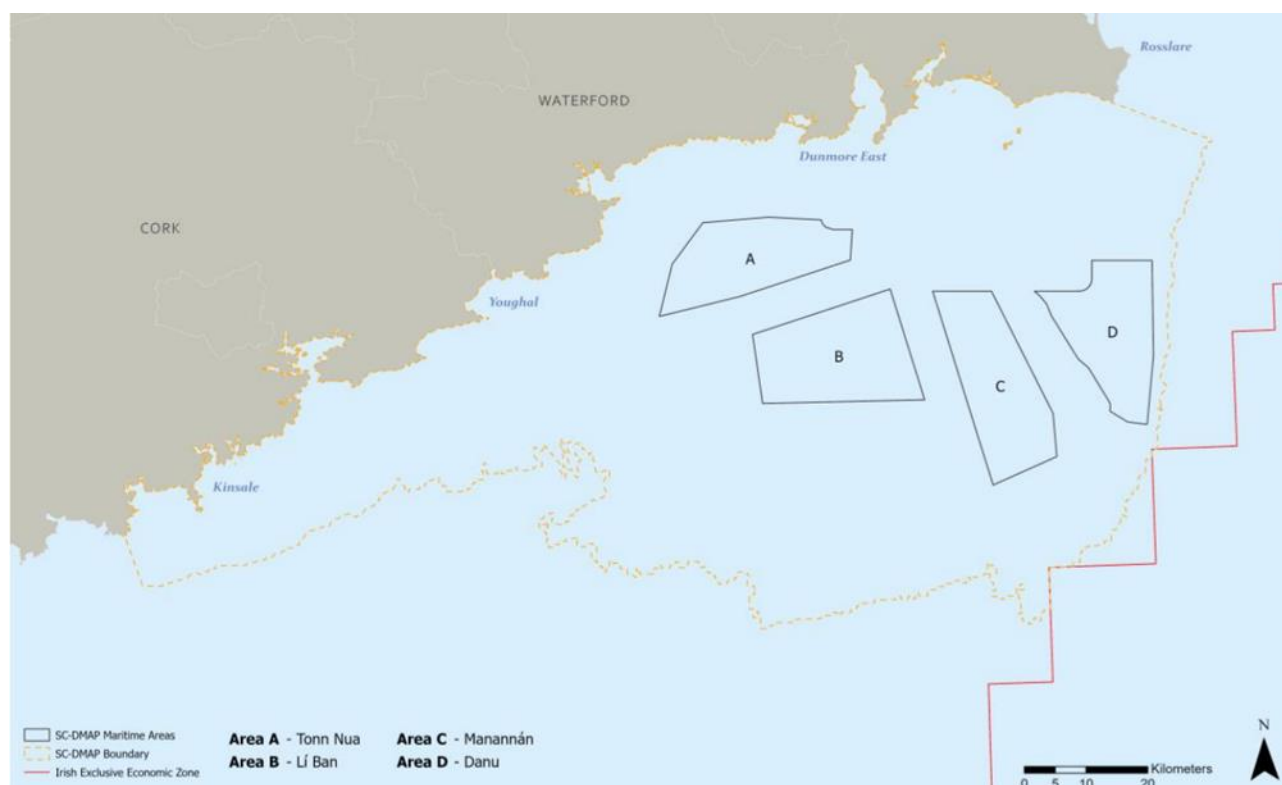 Rosslare
WATERFORD
Dunmore East
CORK
A
Youghal
D
B
C
Kinsale
SC-DMAP Maritime Areas
SC-DMAP Boundary
Irish Exclusive Economic Zone
Area A - Tonn Nua
Area B - Lí Ban
Area C - Manannán
Area D - Danu
N
Kilometers
0 5 10 20